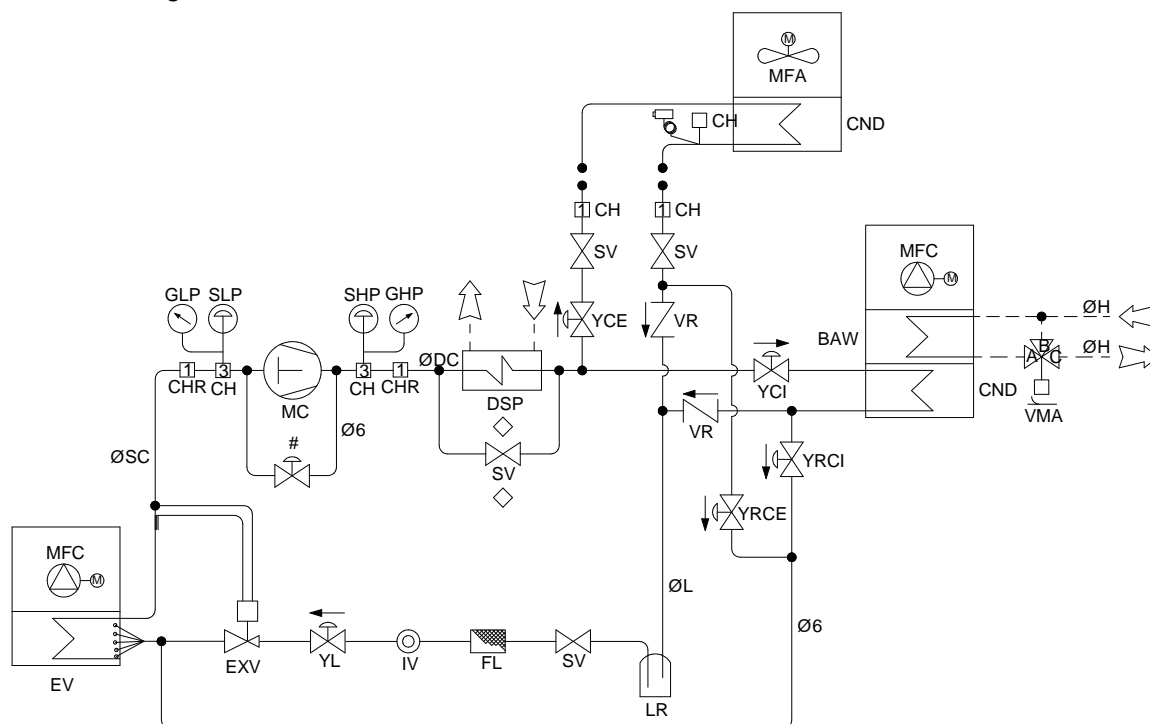 M
MFA
CH
CND
1 CH
1 CH
SV
SV
MFC
M
GLP
SLP
SHP
GHP
YCE
VR
ØH
BAW
ØH
B
A
C
ØDC
1
3
3
1
CHR
CH
MC
CH
CHR
DSP
YCI
CND
VMA
VR
#
Ø6
SV
YRCI
ØSC
YRCE
MFC
M
ØL
Ø6
EXV
YL
IV
FL
SV
EV
LR